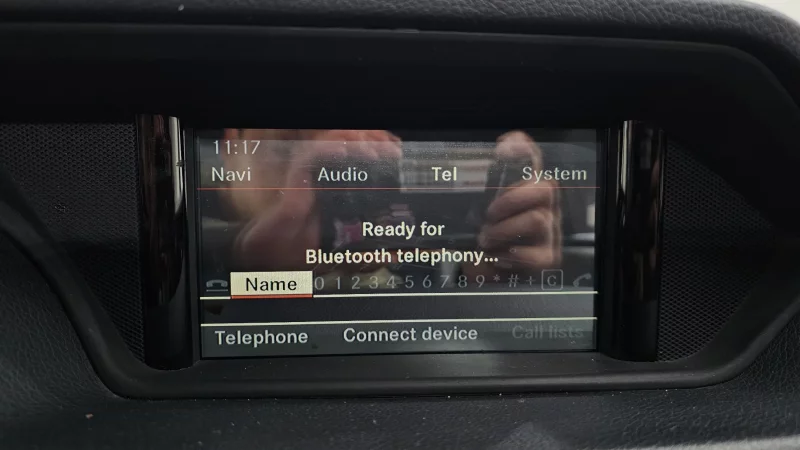 11:17
Navi Audio Tel System
Ready for
Bluetooth telephony...
Name 0 1 2 3 4 5 6 7 8 9 * # + C
Telephone Connect device Call lists